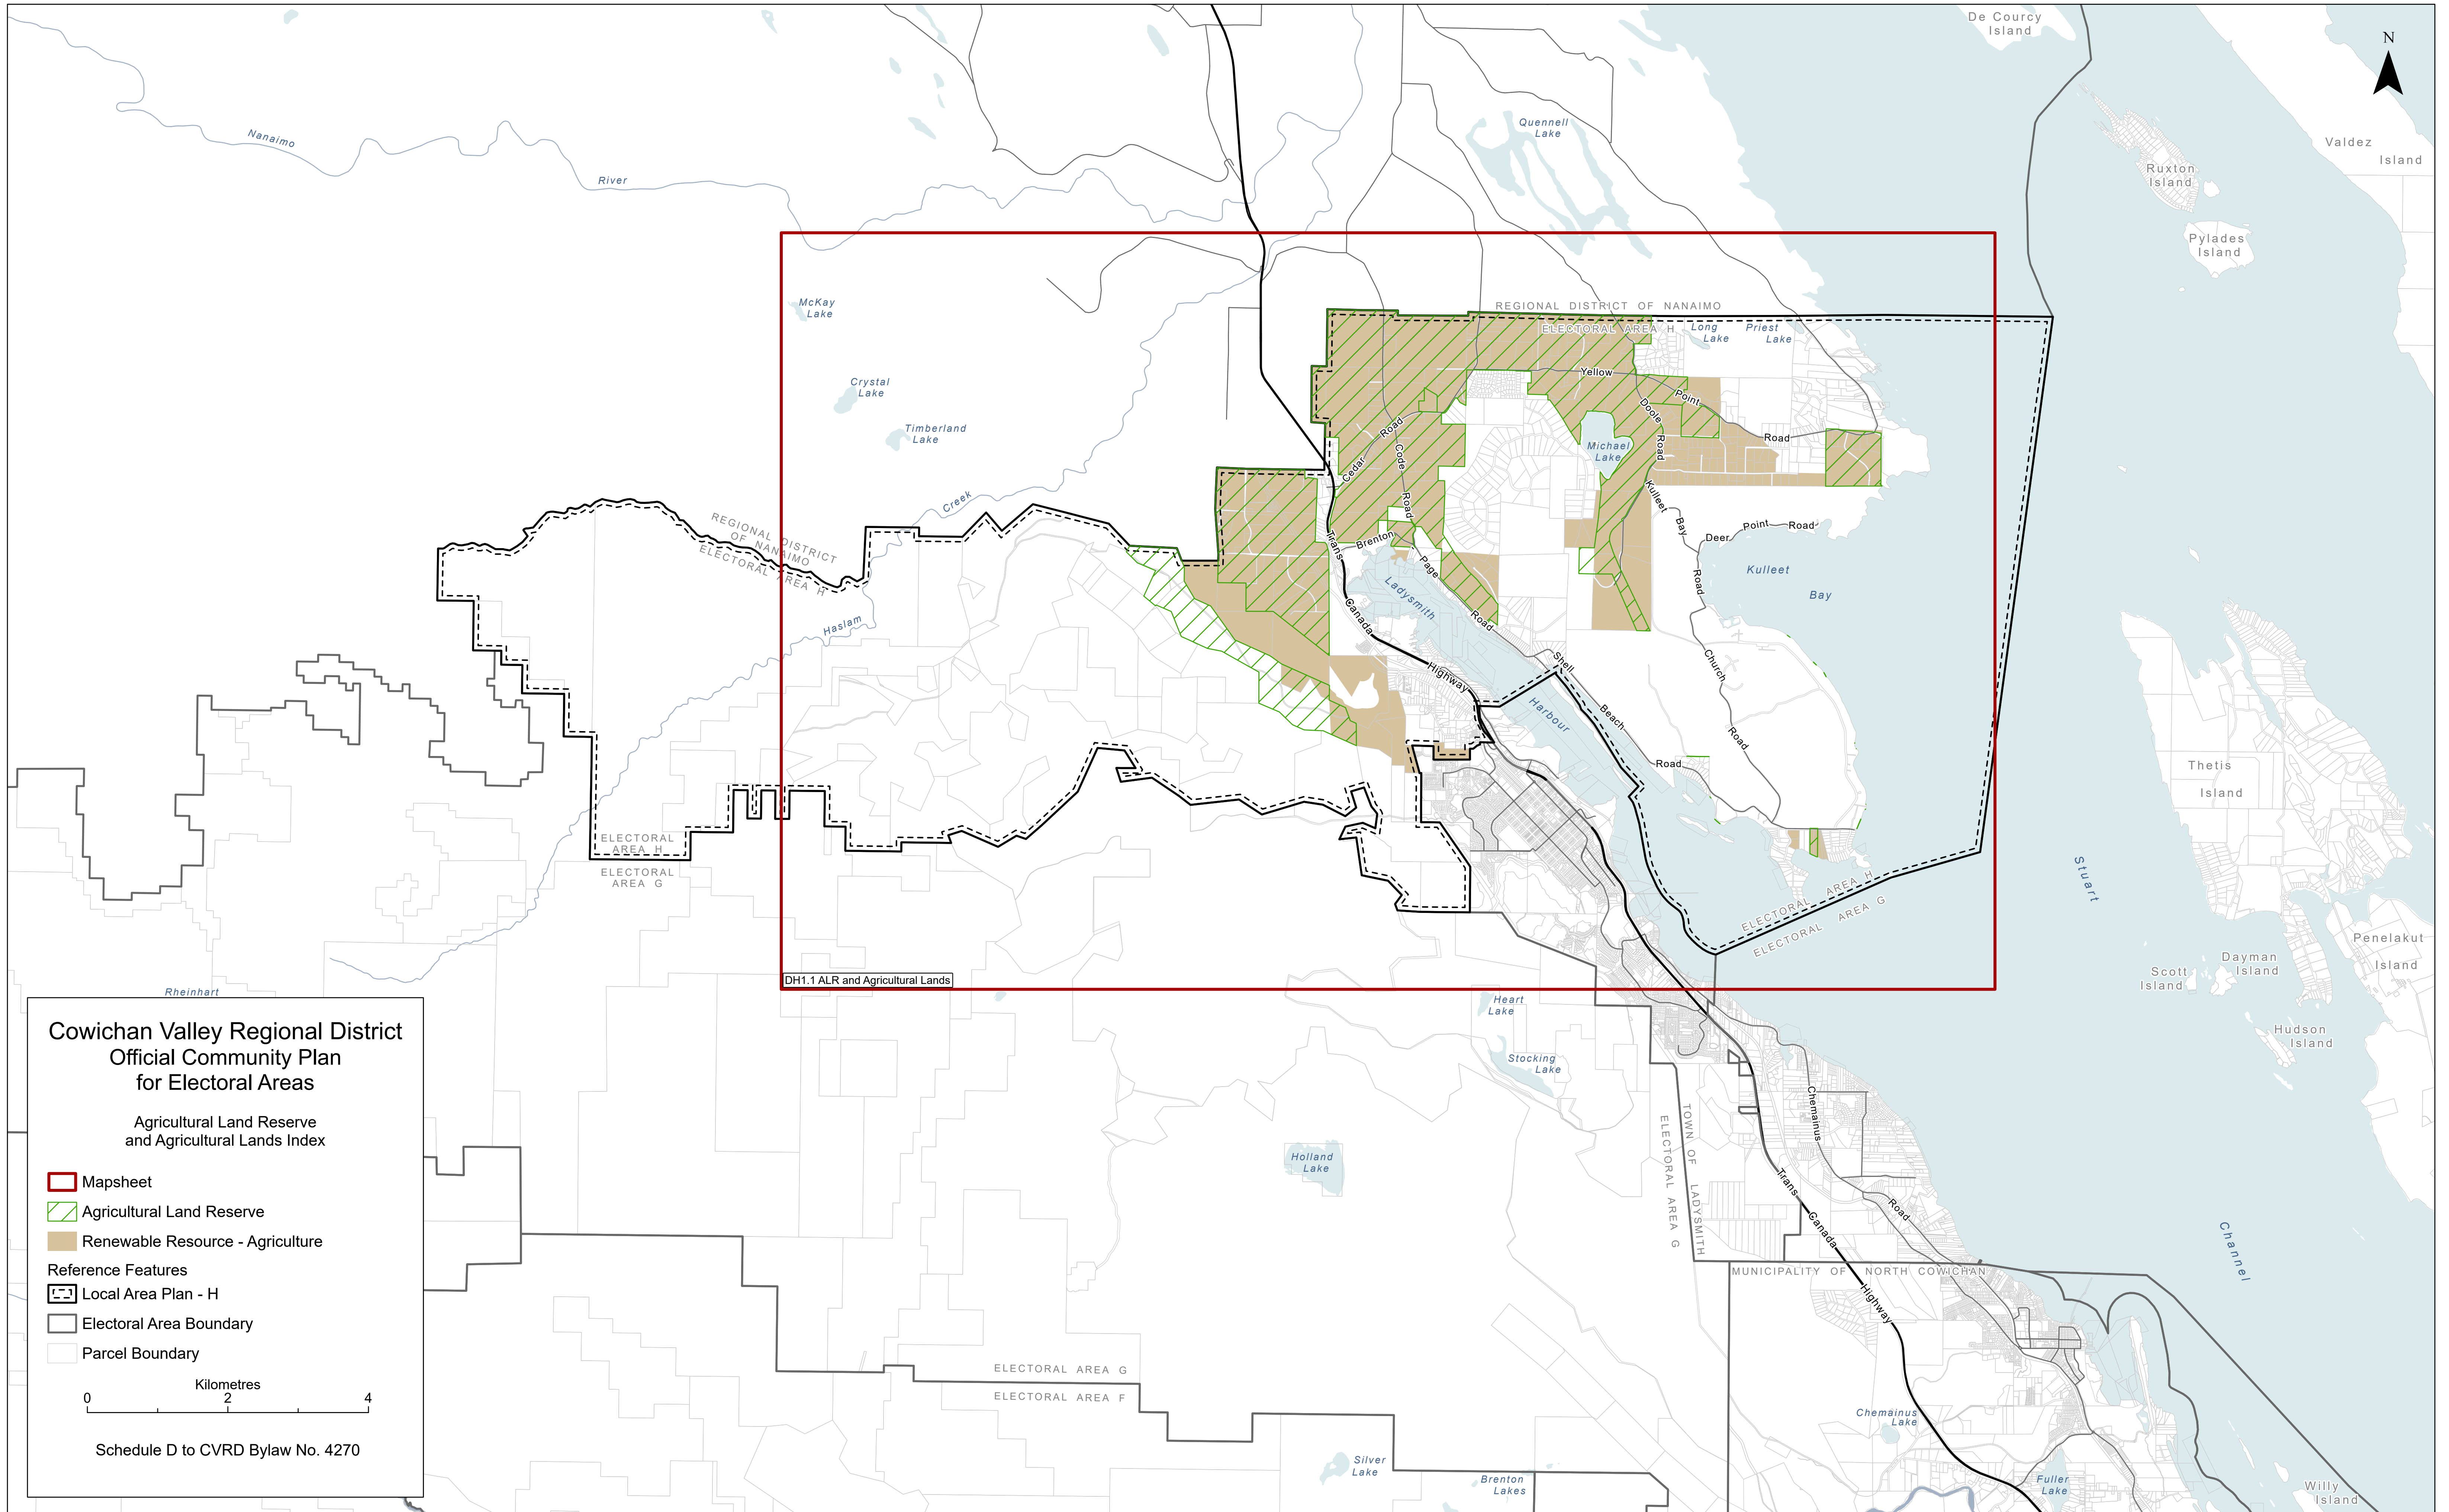 De Courcy
Island
N
Nanaimo
River
Quennell
Lake
Valdez
Island
Ruxton
Island
Pylades
Island
McKay
Lake
REGIONAL DISTRICT OF NANAIMO
ELECTORAL AREA H
Long
Lake
Priest
Lake
Crystal
Lake
Timberland
Lake
Yellow
Point
Road
Doole
Road
Cedar
Road
Code
Road
Michael
Lake
Creek
Haslam
REGIONAL DISTRICT
OF NANAIMO
ELECTORAL AREA H
Kulleet
Bay
Road
Deer
Point
Road
Kulleet
Bay
Brenton
Page
Road
Trans
Canada
Highway
Ladysmith
Harbour
Shell
Beach
Road
Church
Road
Thetis
Island
ELECTORAL
AREA H
ELECTORAL
AREA G
ELECTORAL AREA H
ELECTORAL AREA G
Stuart
Channel
Penelakut
Island
Dayman
Island
Scott
Island
Hudson
Island
DH1.1 ALR and Agricultural Lands
Rheinhart
Heart
Lake
Stocking
Lake
Holland
Lake
TOWN OF LADYSMITH
ELECTORAL AREA G
Chemainus
Road
Trans
Canada
Highway
MUNICIPALITY OF NORTH COWICHAN
ELECTORAL AREA G
ELECTORAL AREA F
Silver
Lake
Brenton
Lakes
Chemainus
Lake
Fuller
Lake
Willy
Island
Cowichan Valley Regional District
Official Community Plan
for Electoral Areas
Agricultural Land Reserve
and Agricultural Lands Index
Mapsheet
Agricultural Land Reserve
Renewable Resource - Agriculture
Reference Features
Local Area Plan - H
Electoral Area Boundary
Parcel Boundary
Kilometres
0 2 4
Schedule D to CVRD Bylaw No. 4270